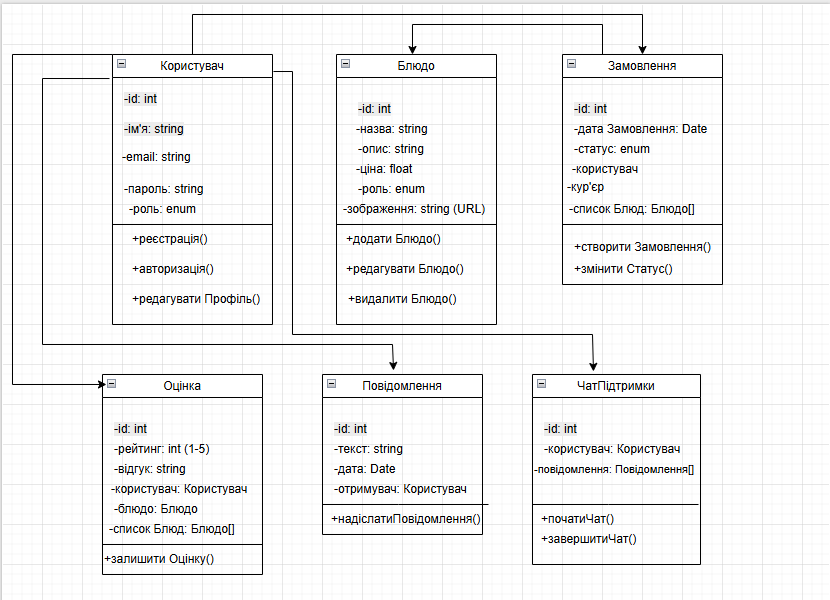 Користувач
-id: int
-ім'я: string
-email: string
-пароль: string
-роль: enum
+реєстрація()
+авторизація()
+редагувати Профіль()
Блюдо
-id: int
-назва: string
-опис: string
-ціна: float
-роль: enum
-зображення: string (URL)
+додати Блюдо()
+редагувати Блюдо()
+видалити Блюдо()
Замовлення
-id: int
-дата Замовлення: Date
-статус: enum
-користувач
-кур'єр
-список Блюд: Блюдо[]
+створити Замовлення()
+змінити Статус()
Оцінка
-id: int
-рейтинг: int (1-5)
-відгук: string
-користувач: Користувач
-блюдо: Блюдо
-список Блюд: Блюдо[]
+залишити Оцінку()
Повідомлення
-id: int
-текст: string
-дата: Date
-отримувач: Користувач
+надіслатиПовідомлення()
ЧатПідтримки
-id: int
-користувач: Користувач
-повідомлення: Повідомлення[]
+початиЧат()
+завершитиЧат()